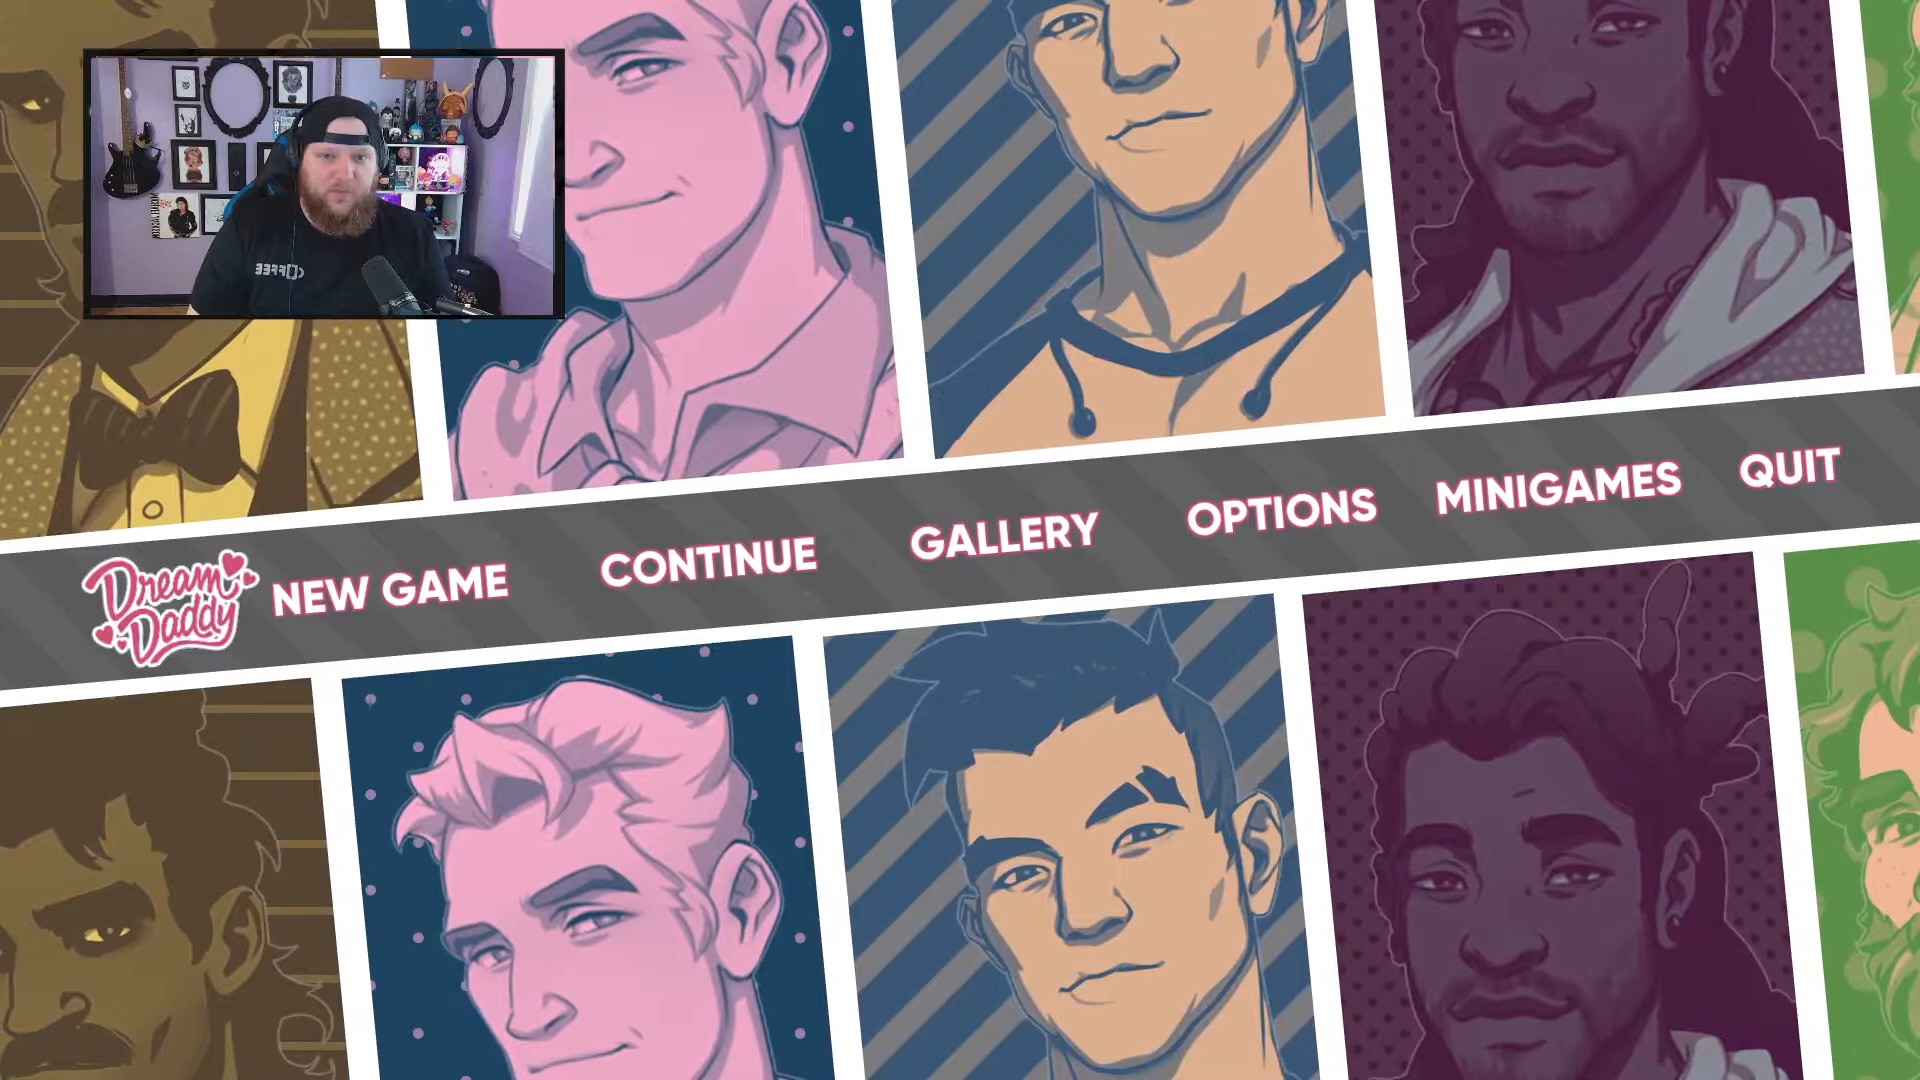 Dream
Daddy
NEW GAME
CONTINUE
GALLERY
OPTIONS
MINIGAMES
QUIT